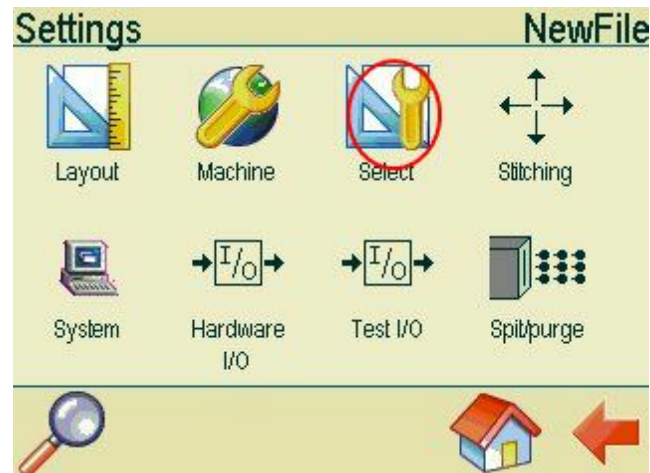 Settings NewFile
Layout Machine Select Stitching
System Hardware Test I/O Spit/purge
I/O